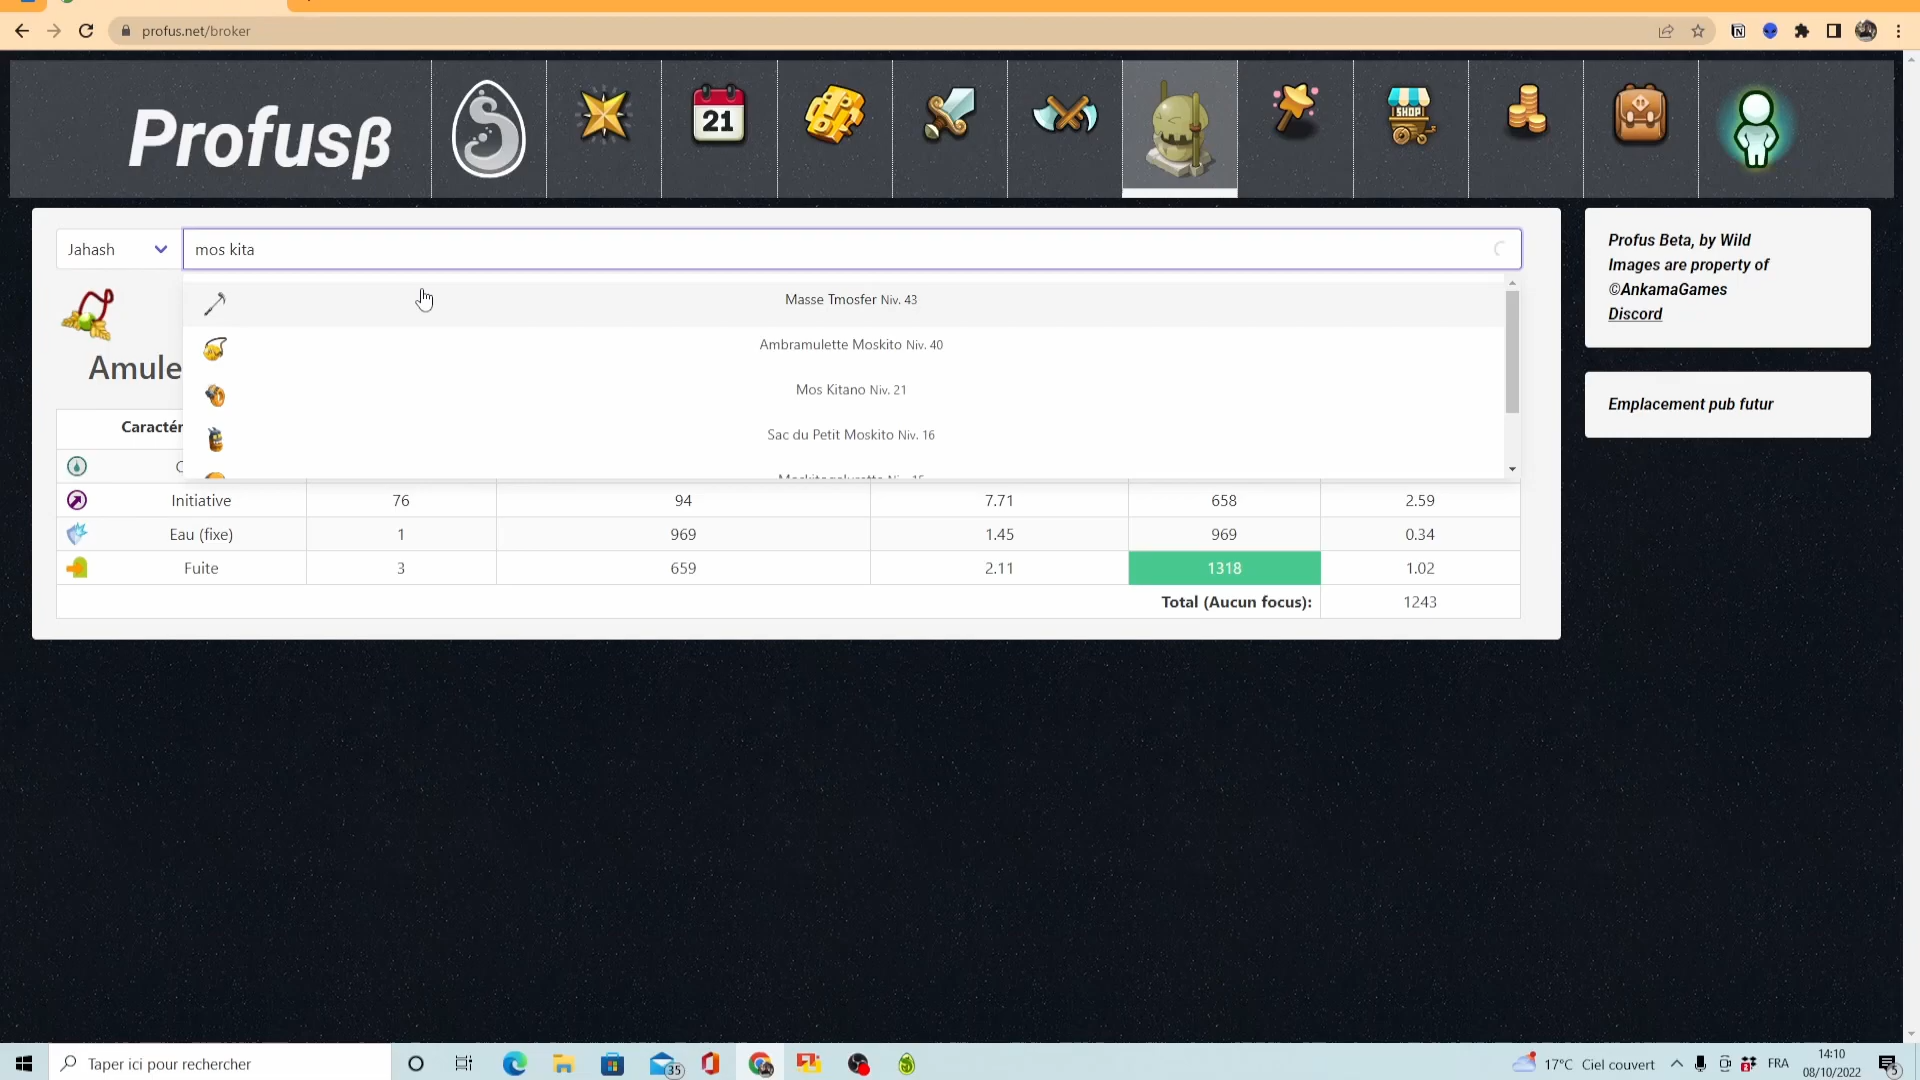 profus.net/broker
Profusβ
21
SHOP!
Jahash
mos kita
Masse Tmosfer Niv. 43
Ambramulette Moskito Niv. 40
Mos Kitano Niv. 21
Sac du Petit Moskito Niv. 16
Amule
Caractér
C
Initiative 76 94 7.71 658 2.59
Eau (fixe) 1 969 1.45 969 0.34
Fuite 3 659 2.11 1318 1.02
Total (Aucun focus): 1243
Profus Beta, by Wild
Images are property of
©AnkamaGames
Discord
Emplacement pub futur
Taper ici pour rechercher
35
17°C Ciel couvert
FRA
14:10
08/10/2022
5